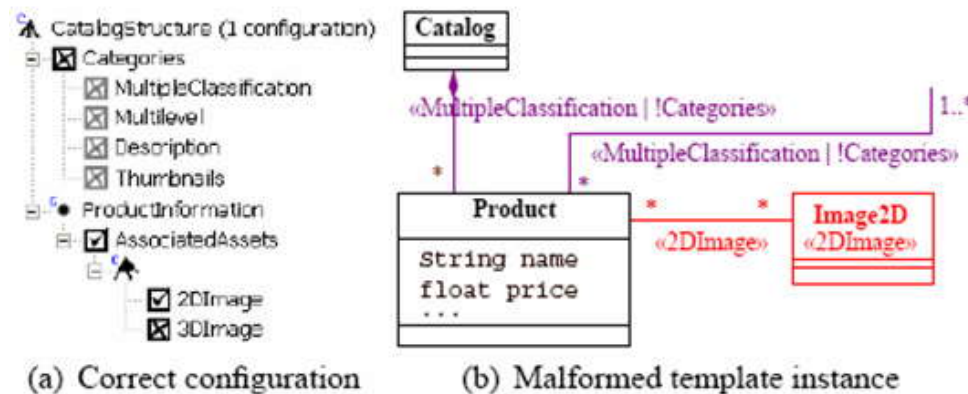 CatalogStructure (1 configuration)
Categories
MultipleClassification
Multilevel
Description
Thumbnails
ProductInformation
AssociatedAssets
2DImage
3DImage
(a) Correct configuration
Catalog
«MultipleClassification | !Categories»
1..*
«MultipleClassification | !Categories»
*
*
Product
String name
float price
...
*
*
«2DImage»
Image2D
«2DImage»
(b) Malformed template instance